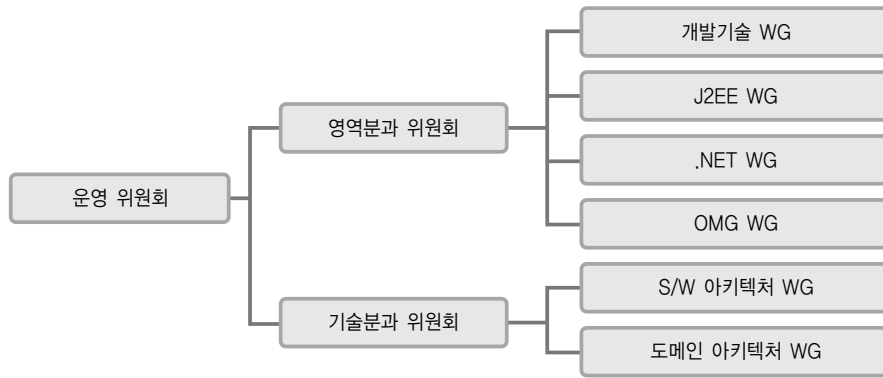 운영 위원회
영역분과 위원회
개발기술 WG
J2EE WG
.NET WG
OMG WG
기술분과 위원회
S/W 아키텍처 WG
도메인 아키텍처 WG